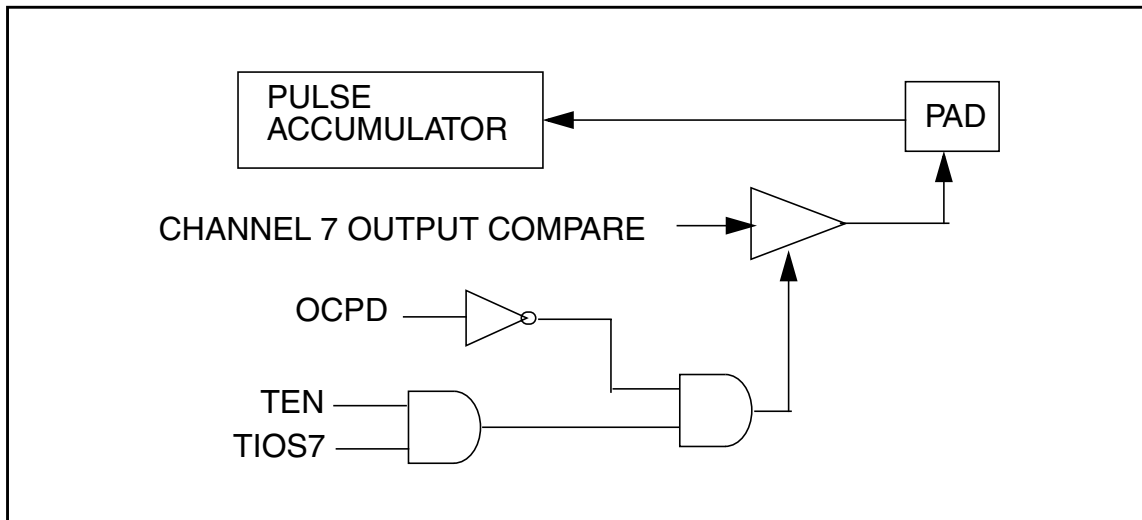 PULSE
ACCUMULATOR
PAD
CHANNEL 7 OUTPUT COMPARE
OCPD
TEN
TIOS7